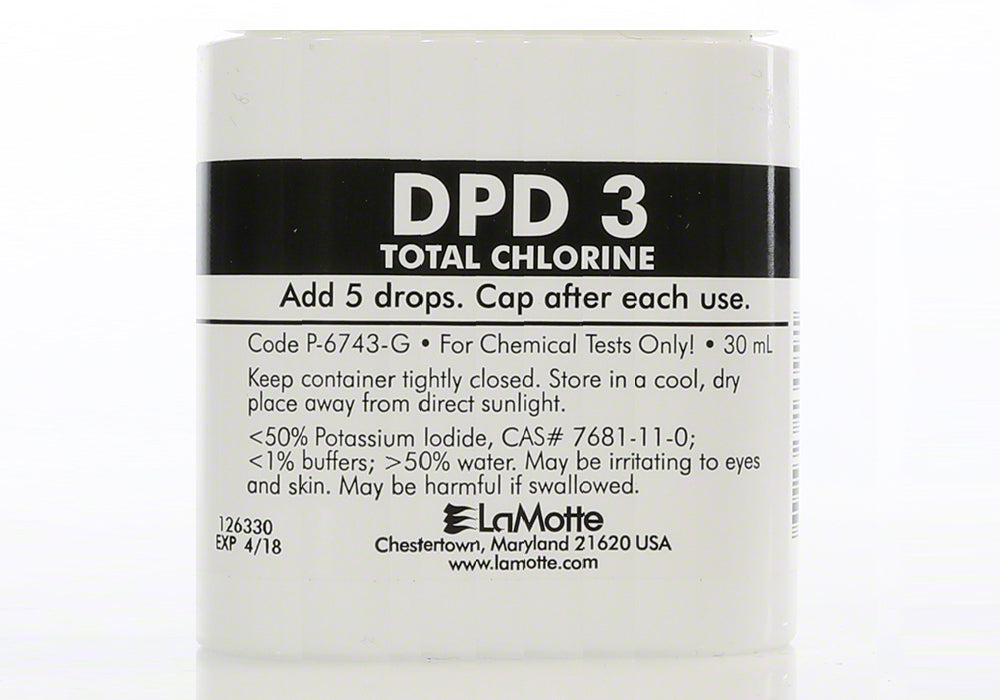 DPD 3
TOTAL CHLORINE
Add 5 drops. Cap after each use.
Code P-6743-G • For Chemical Tests Only! • 30 mL
Keep container tightly closed. Store in a cool, dry
place away from direct sunlight.
<50% Potassium Iodide, CAS# 7681-11-0;
<1% buffers; >50% water. May be irritating to eyes
and skin. May be harmful if swallowed.
126330
EXP 4/18
LaMotte
Chestertown, Maryland 21620 USA
www.lamotte.com